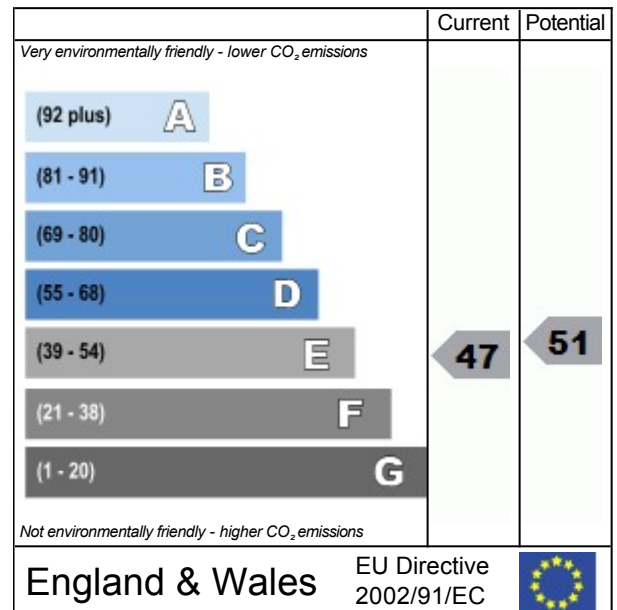 Current Potential
Very environmentally friendly - lower CO₂ emissions
(92 plus) A
(81 - 91) B
(69 - 80) C
(55 - 68) D
(39 - 54) E 47 51
(21 - 38) F
(1 - 20) G
Not environmentally friendly - higher CO₂ emissions
England & Wales
EU Directive
2002/91/EC